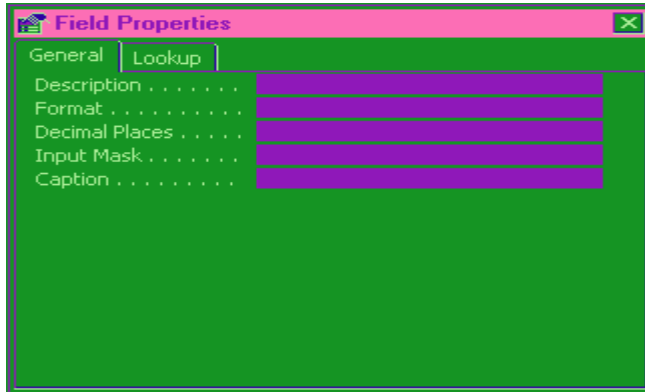 Field Properties
General Lookup
Description . . . . . . .
Format . . . . . . . . . .
Decimal Places . . . . .
Input Mask . . . . . . .
Caption . . . . . . . . .